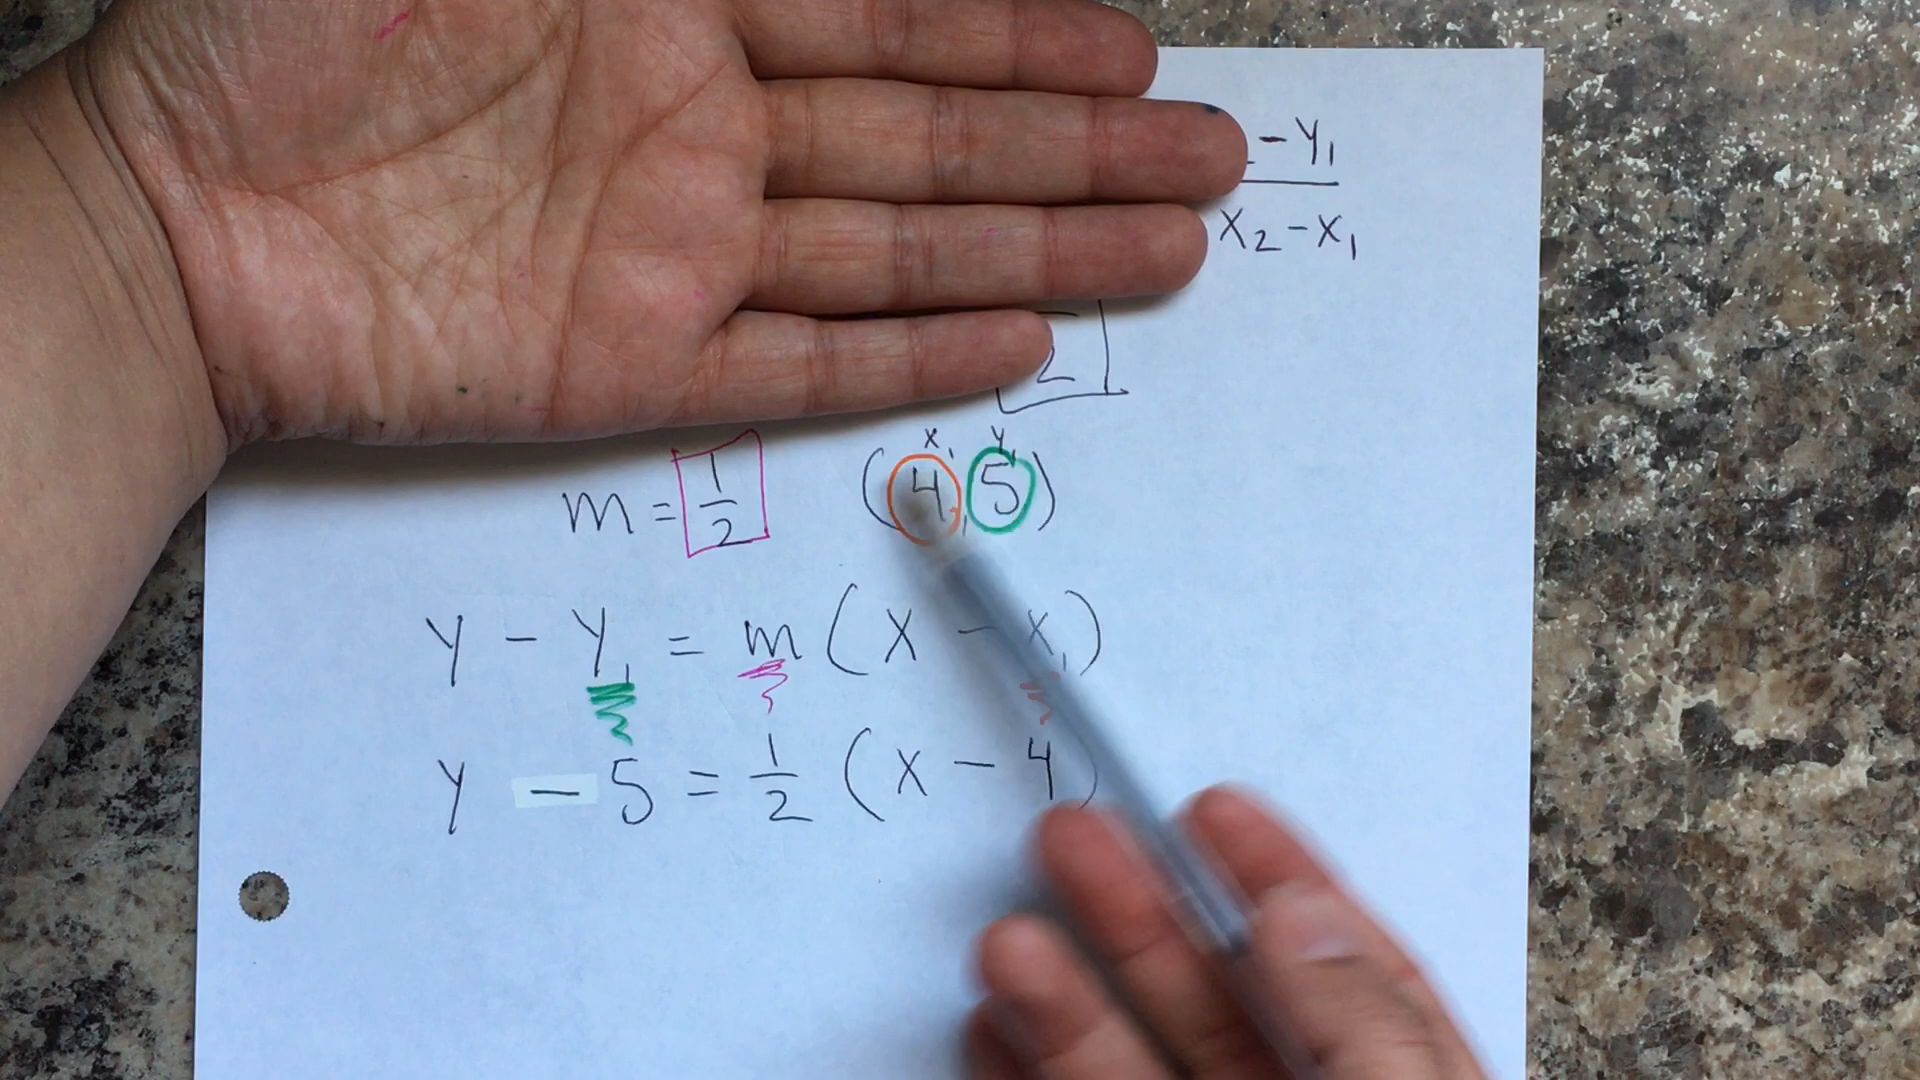 - y₁
x₂ - x₁
2
m = 1/2 (4, 5)
x₁ y₁
y - y₁ = m (x - x₁)
y - 5 = 1/2 (x - 4)